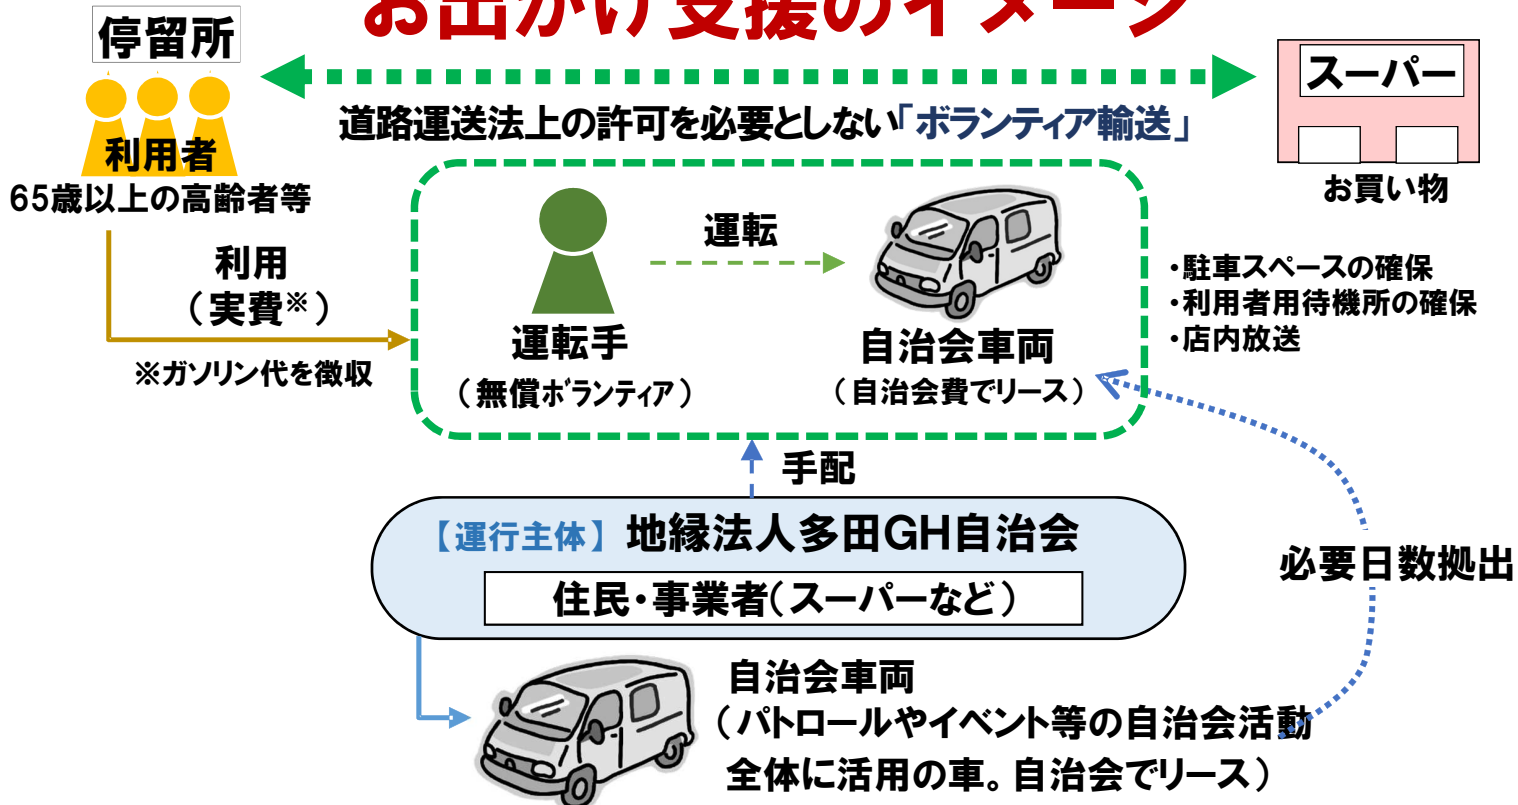 お出かけ支援のイメージ
停留所
スーパー
道路運送法上の許可を必要としない「ボランティア輸送」
利用者
65歳以上の高齢者等
お買い物
運転
利用
（実費※）
※ガソリン代を徴収
運転手
（無償ボランティア）
自治会車両
（自治会費でリース）
・駐車スペースの確保
・利用者用待機所の確保
・店内放送
手配
【運行主体】地縁法人多田GH自治会
住民・事業者（スーパーなど）
必要日数拠出
自治会車両
（パトロールやイベント等の自治会活動
全体に活用の車。自治会でリース）